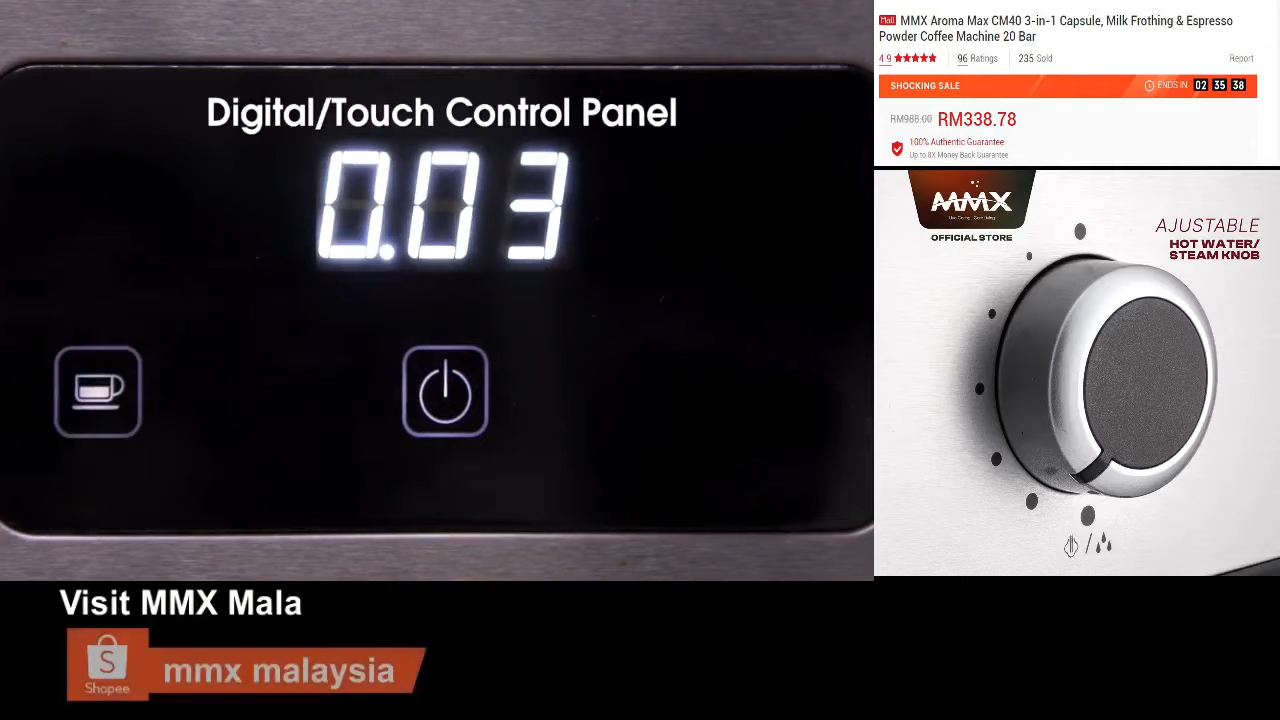 Digital/Touch Control Panel
0.03
Mall MMX Aroma Max CM40 3-in-1 Capsule, Milk Frothing & Espresso
Powder Coffee Machine 20 Bar
4.9 96 Ratings 235 Sold Report
SHOCKING SALE ENDS IN 02 35 38
RM988.00 RM338.78
100% Authentic Guarantee
Up to 8X Money Back Guarantee
MMX
OFFICIAL STORE
AJUSTABLE
HOT WATER/
STEAM KNOB
Visit MMX Mala
S
Shopee
mmx malaysia